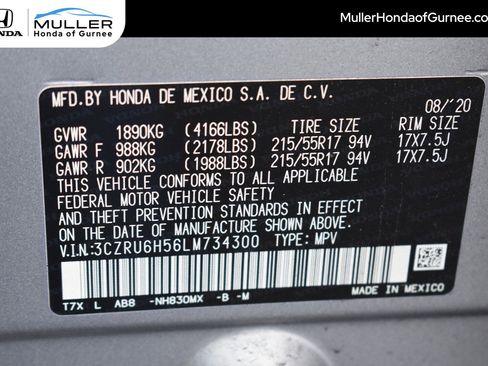 HONDA
MULLER
Honda of Gurnee
MullerHondaofGurnee.co
MFD.BY HONDA DE MEXICO S.A. DE C.V.
08/'20
GVWR 1890KG (4166LBS) TIRE SIZE RIM SIZE
GAWR F 988KG (2178LBS) 215/55R17 94V 17X7.5J
GAWR R 902KG (1988LBS) 215/55R17 94V 17X7.5J
THIS VEHICLE CONFORMS TO ALL APPLICABLE
FEDERAL MOTOR VEHICLE SAFETY
AND THEFT PREVENTION STANDARDS IN EFFECT
ON THE DATE OF MANUFACTURE SHOWN ABOVE.
V.I.N:3CZRU6H56LM734300 TYPE: MPV
T7X L AB8 -NH830MX -B -M
MADE IN MEXICO